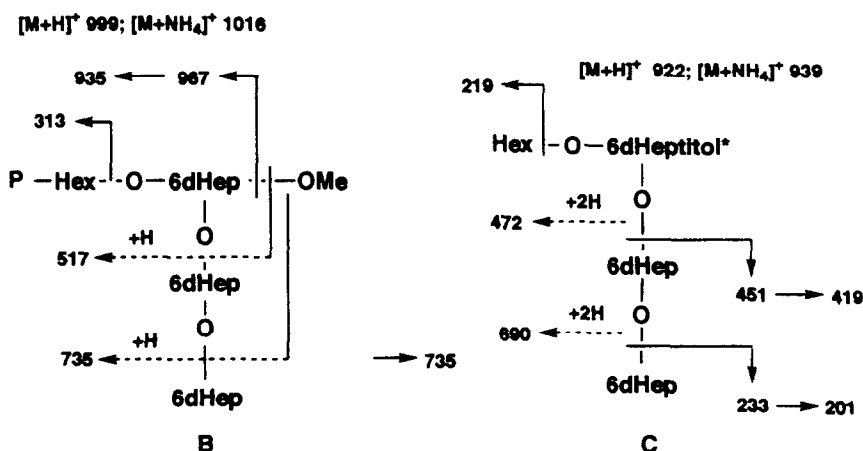 [M+H]⁺ 999; [M+NH₄]⁺ 1016
935 967
313
P – Hex – O – 6dHep – OMe
O
+H
517
6dHep
O
+H
735 735
6dHep
B
[M+H]⁺ 922; [M+NH₄]⁺ 939
219
Hex – O – 6dHeptitol*
O
+2H
472
6dHep
451 419
O
+2H
690
6dHep
233 201
C